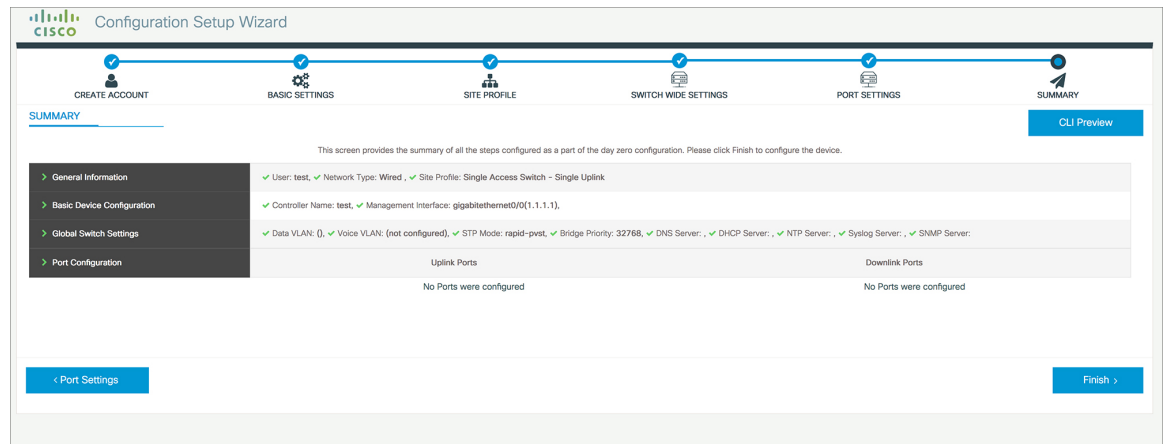 CISCO Configuration Setup Wizard
CREATE ACCOUNT BASIC SETTINGS SITE PROFILE SWITCH WIDE SETTINGS PORT SETTINGS SUMMARY
SUMMARY
CLI Preview
This screen provides the summary of all the steps configured as a part of the day zero configuration. Please click Finish to configure the device.
> General Information ✔ User: test, ✔ Network Type: Wired , ✔ Site Profile: Single Access Switch - Single Uplink
> Basic Device Configuration ✔ Controller Name: test, ✔ Management Interface: gigabitethernet0/0(1.1.1.1),
> Global Switch Settings ✔ Data VLAN: (), ✔ Voice VLAN: (not configured), ✔ STP Mode: rapid-pvst, ✔ Bridge Priority: 32768, ✔ DNS Server: , ✔ DHCP Server: , ✔ NTP Server: , ✔ Syslog Server: , ✔ SNMP Server:
> Port Configuration Uplink Ports Downlink Ports
No Ports were configured No Ports were configured
< Port Settings Finish >